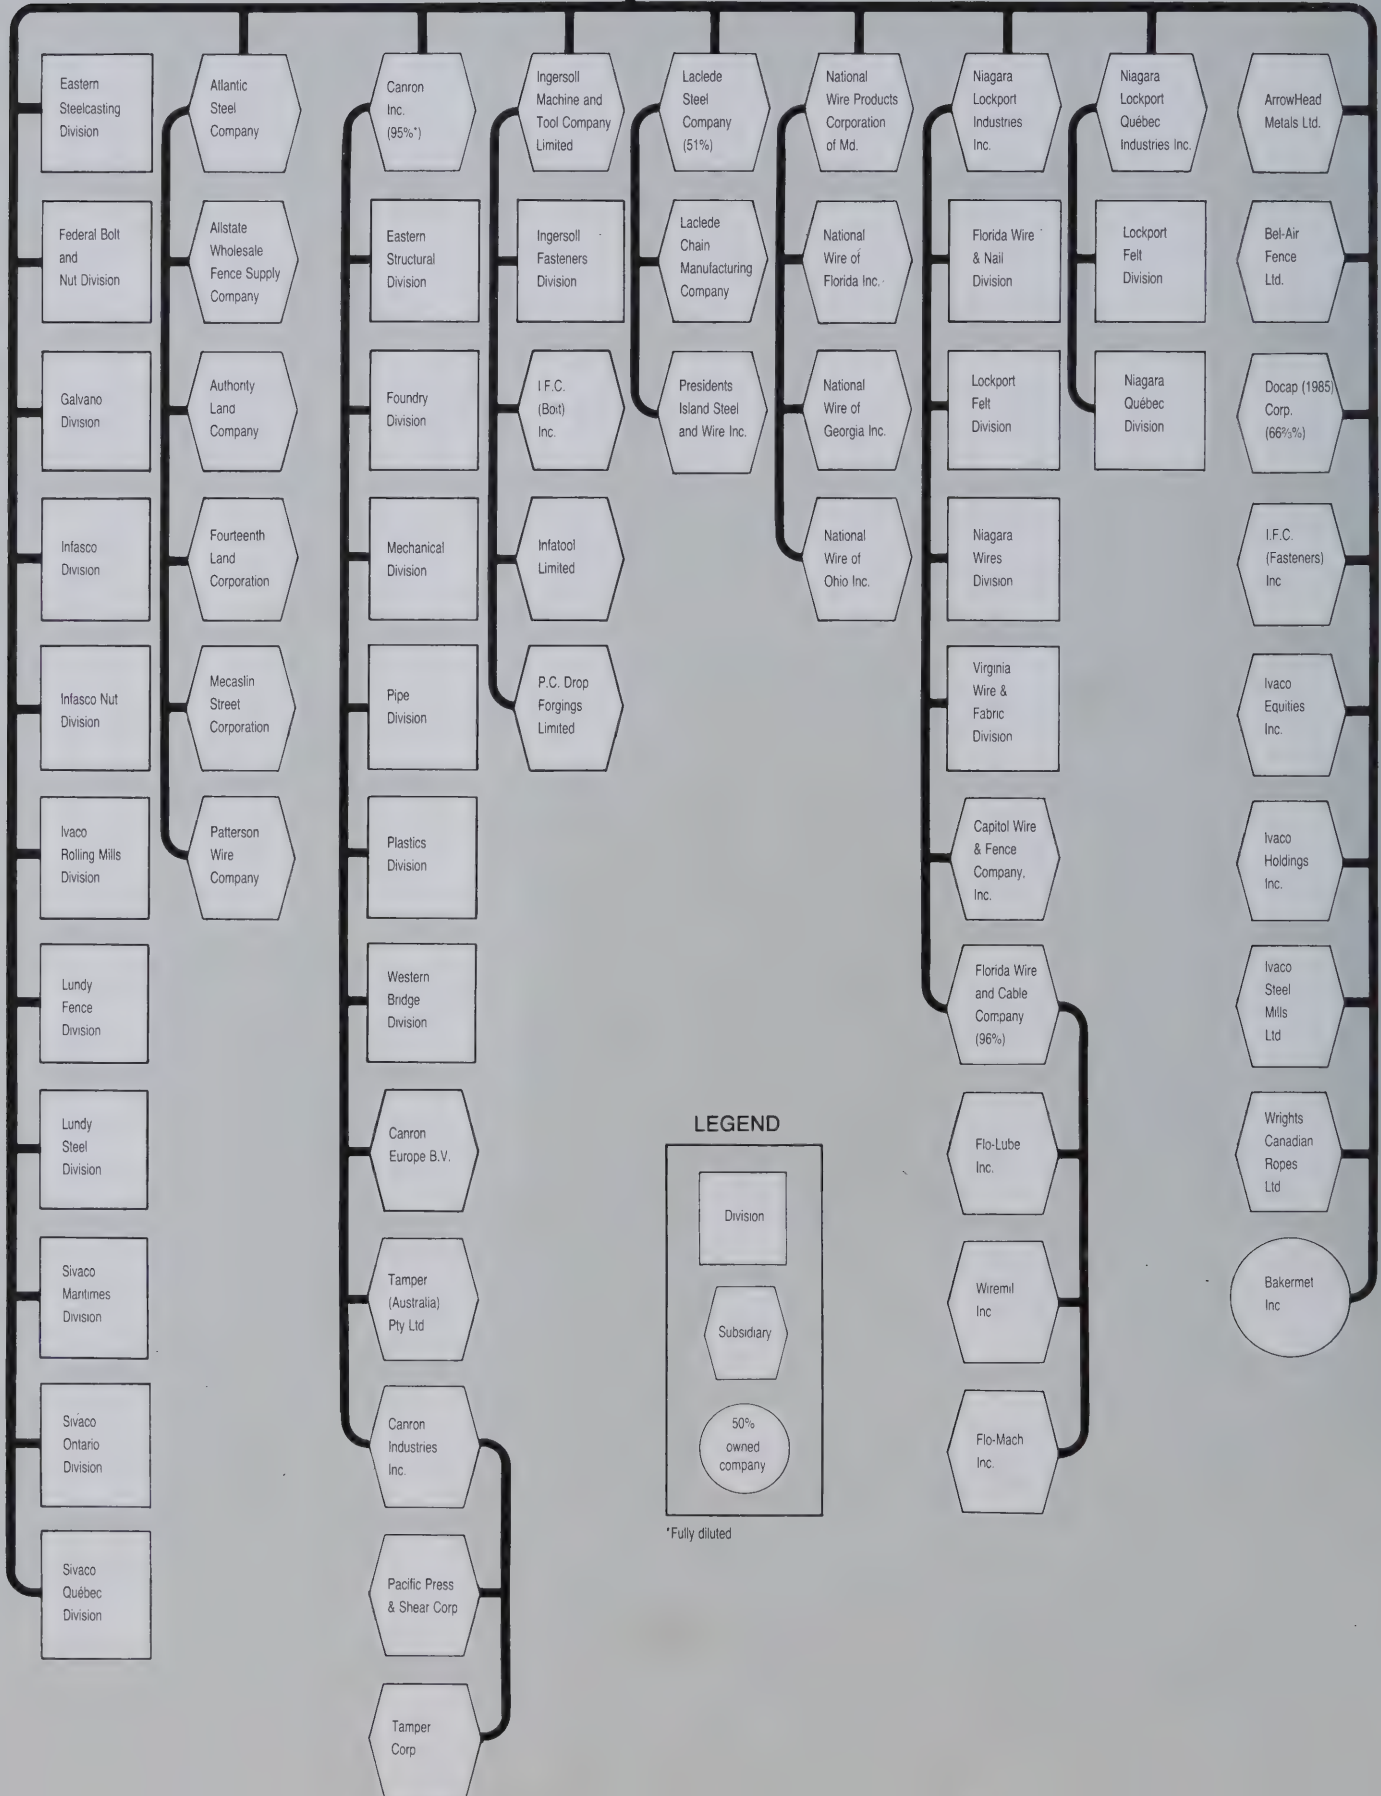 Eastern
Steelcasting
Division
Federal Bolt
and
Nut Division
Galvano
Division
Infasco
Division
Infasco Nut
Division
Ivaco
Rolling Mills
Division
Lundy
Fence
Division
Lundy
Steel
Division
Sivaco
Maritimes
Division
Sivaco
Ontario
Division
Sivaco
Québec
Division
Atlantic
Steel
Company
Allstate
Wholesale
Fence Supply
Company
Authority
Land
Company
Fourteenth
Land
Corporation
Mecaslin
Street
Corporation
Patterson
Wire
Company
Canron
Inc.
(95%*)
Eastern
Structural
Division
Foundry
Division
Mechanical
Division
Pipe
Division
Plastics
Division
Western
Bridge
Division
Canron
Europe B.V.
Tamper
(Australia)
Pty Ltd
Canron
Industries
Inc.
Pacific Press
& Shear Corp
Tamper
Corp
Ingersoll
Machine and
Tool Company
Limited
Ingersoll
Fasteners
Division
I F.C.
(Bolt)
Inc.
Infatool
Limited
P.C. Drop
Forgings
Limited
Laclede
Steel
Company
(51%)
Laclede
Chain
Manufacturing
Company
Presidents
Island Steel
and Wire Inc.
National
Wire Products
Corporation
of Md.
National
Wire of
Florida Inc.
National
Wire of
Georgia Inc.
National
Wire of
Ohio Inc.
Niagara
Lockport
Industries
Inc.
Florida Wire
& Nail
Division
Lockport
Felt
Division
Niagara
Wires
Division
Virginia
Wire &
Fabric
Division
Capitol Wire
& Fence
Company,
Inc.
Florida Wire
and Cable
Company
(96%)
Flo-Lube
Inc.
Wiremil
Inc
Flo-Mach
Inc.
Niagara
Lockport
Québec
Industries Inc.
Lockport
Felt
Division
Niagara
Québec
Division
ArrowHead
Metals Ltd.
Bel-Air
Fence
Ltd.
Docap (1985)
Corp.
(66⅔%)
I.F.C.
(Fasteners)
Inc
Ivaco
Equities
Inc.
Ivaco
Holdings
Inc.
Ivaco
Steel
Mills
Ltd
Wrights
Canadian
Ropes
Ltd
Bakermet
Inc
LEGEND
Division
Subsidiary
50%
owned
company
*Fully diluted